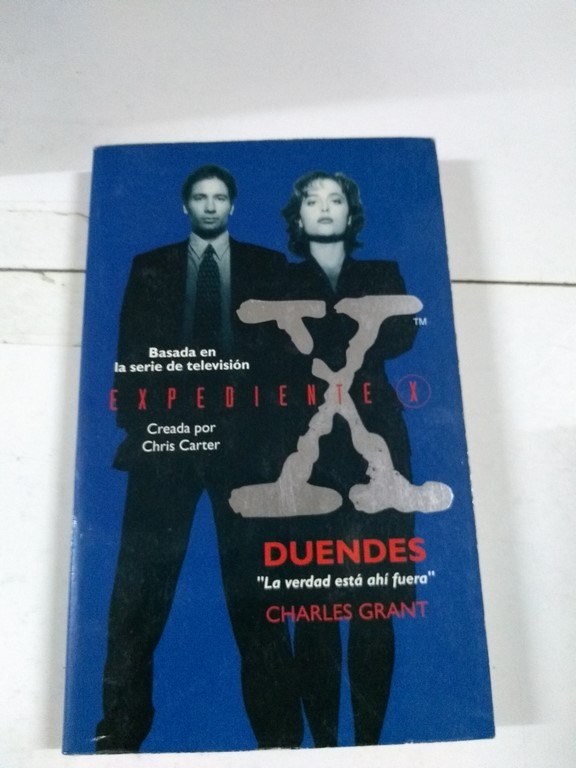 X
TM
Basada en
la serie de televisión
EXPEDIENTE X
Creada por
Chris Carter
DUENDES
"La verdad está ahí fuera"
CHARLES GRANT